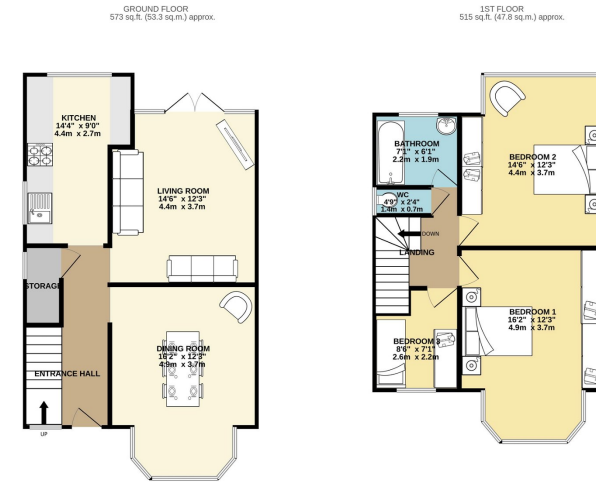 GROUND FLOOR
573 sq.ft. (53.3 sq.m.) approx.
KITCHEN
14'4" x 9'0"
4.4m x 2.7m
LIVING ROOM
14'6" x 12'3"
4.4m x 3.7m
STORAGE
DINING ROOM
16'2" x 12'3"
4.9m x 3.7m
ENTRANCE HALL
UP
1ST FLOOR
515 sq.ft. (47.8 sq.m.) approx.
BATHROOM
7'1" x 6'1"
2.2m x 1.9m
BEDROOM 2
14'6" x 12'3"
4.4m x 3.7m
WC
4'9" x 2'4"
1.4m x 0.7m
DOWN
LANDING
BEDROOM 1
16'2" x 12'3"
4.9m x 3.7m
BEDROOM 3
8'6" x 7'1"
2.6m x 2.2m